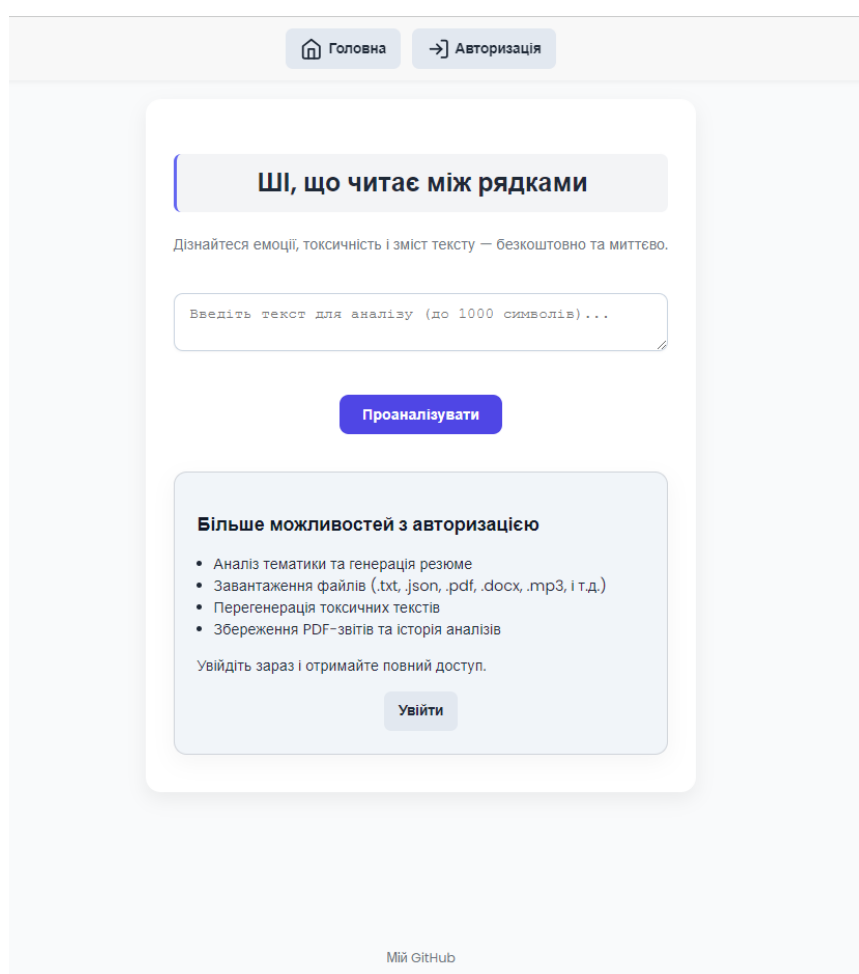 Головна
Авторизація
ШІ, що читає між рядками
Дізнайтеся емоції, токсичність і зміст тексту — безкоштовно та миттєво.
Введіть текст для аналізу (до 1000 символів)...
Проаналізувати
Більше можливостей з авторизацією
• Аналіз тематики та генерація резюме
• Завантаження файлів (.txt, .json, .pdf, .docx, .mp3, і т.д.)
• Перегенерація токсичних текстів
• Збереження PDF-звітів та історія аналізів
Увійдіть зараз і отримайте повний доступ.
Увійти
Мій GitHub